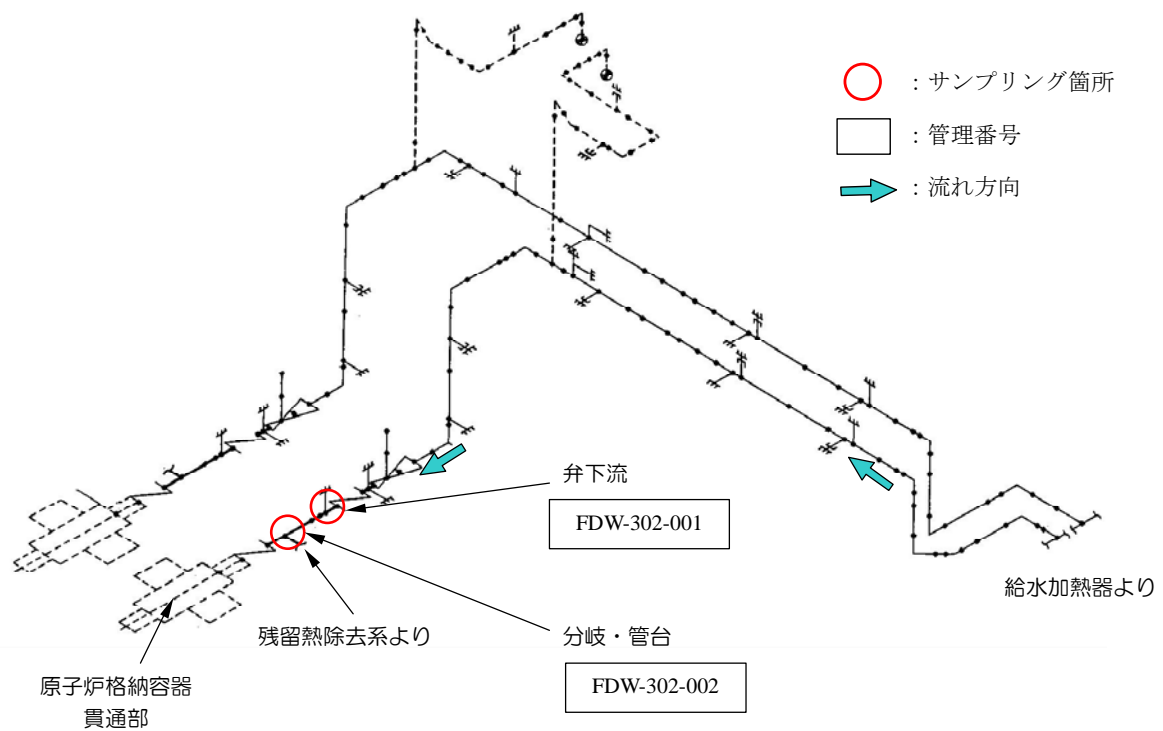 ：サンプリング箇所
：管理番号
：流れ方向
弁下流
FDW-302-001
給水加熱器より
残留熱除去系より
分岐・管台
FDW-302-002
原子炉格納容器
貫通部